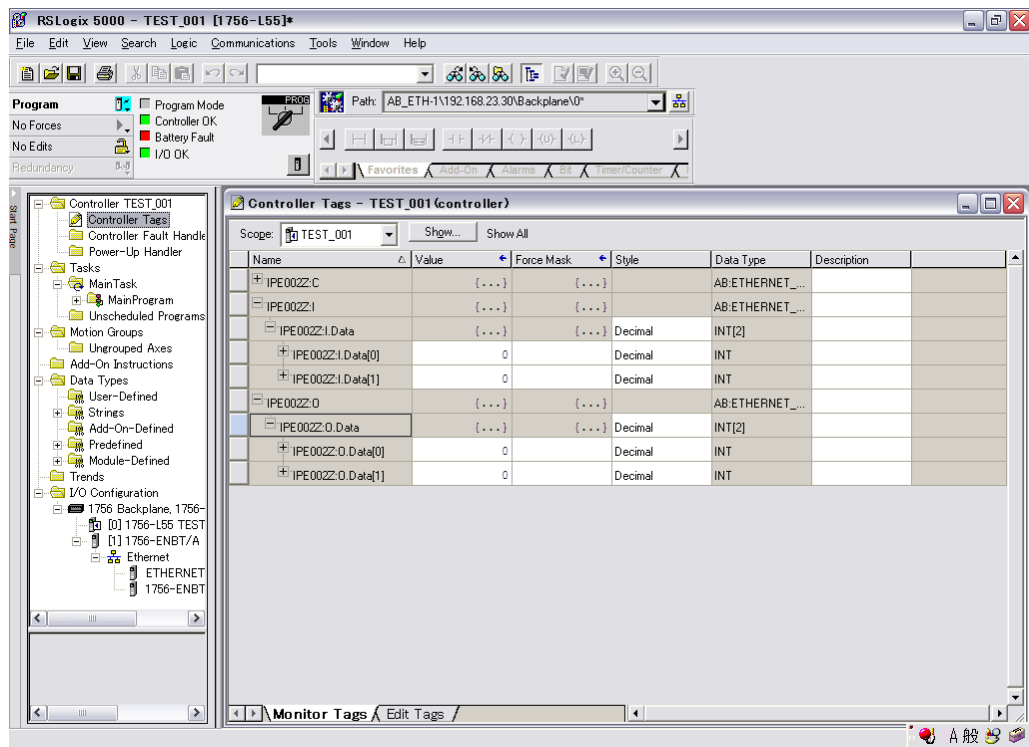 RSLogix 5000 - TEST_001 [1756-L55]*
File Edit View Search Logic Communications Tools Window Help
Program
No Forces
No Edits
Redundancy
Program Mode
Controller OK
Battery Fault
I/O OK
PROG
Path: AB_ETH-1\192.168.23.30\Backplane\0*
Favorites Add-On Alarms Bit Timer/Counter
Start Page
Controller TEST_001
Controller Tags
Controller Fault Handle
Power-Up Handler
Tasks
MainTask
MainProgram
Unscheduled Programs
Motion Groups
Ungrouped Axes
Add-On Instructions
Data Types
User-Defined
Strings
Add-On-Defined
Predefined
Module-Defined
Trends
I/O Configuration
1756 Backplane, 1756-
[0] 1756-L55 TEST
[1] 1756-ENBT/A
Ethernet
ETHERNET
1756-ENBT
Controller Tags - TEST_001(controller)
Scope: TEST_001 Show... Show All
Name Value Force Mask Style Data Type Description
IPE002Z:C {...} {...} AB:ETHERNET_...
IPE002Z:I {...} {...} AB:ETHERNET_...
IPE002Z:I.Data {...} {...} Decimal INT[2]
IPE002Z:I.Data[0] 0 Decimal INT
IPE002Z:I.Data[1] 0 Decimal INT
IPE002Z:O {...} {...} AB:ETHERNET_...
IPE002Z:O.Data {...} {...} Decimal INT[2]
IPE002Z:O.Data[0] 0 Decimal INT
IPE002Z:O.Data[1] 0 Decimal INT
Monitor Tags Edit Tags
A 般